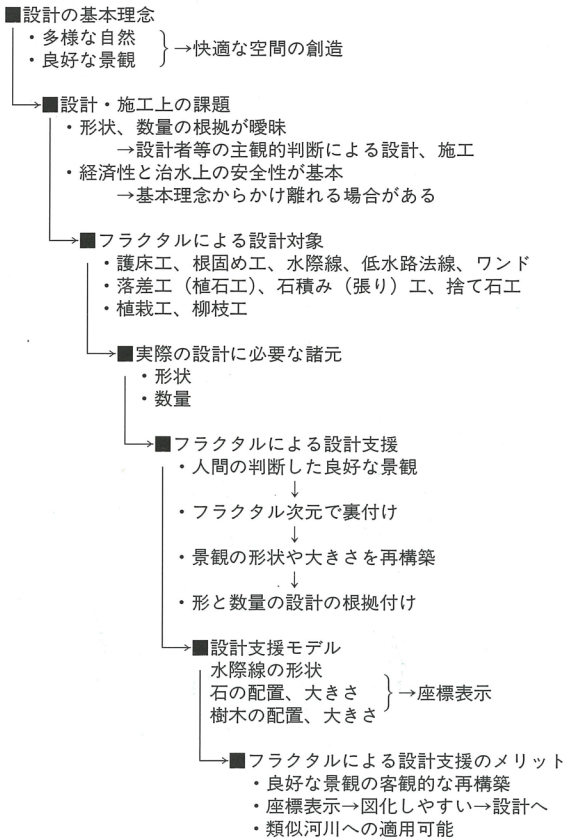 ■設計の基本理念
・多様な自然
・良好な景観
→快適な空間の創造
■設計・施工上の課題
・形状、数量の根拠が曖昧
→設計者等の主観的判断による設計、施工
・経済性と治水上の安全性が基本
→基本理念からかけ離れる場合がある
■フラクタルによる設計対象
・護床工、根固め工、水際線、低水路法線、ワンド
・落差工（植石工）、石積み（張り）工、捨て石工
・植栽工、柳枝工
■実際の設計に必要な諸元
・形状
・数量
■フラクタルによる設計支援
・人間の判断した良好な景観
↓
・フラクタル次元で裏付け
↓
・景観の形状や大きさを再構築
↓
・形と数量の設計の根拠付け
■設計支援モデル
水際線の形状
石の配置、大きさ
樹木の配置、大きさ
→座標表示
■フラクタルによる設計支援のメリット
・良好な景観の客観的な再構築
・座標表示→図化しやすい→設計へ
・類似河川への適用可能